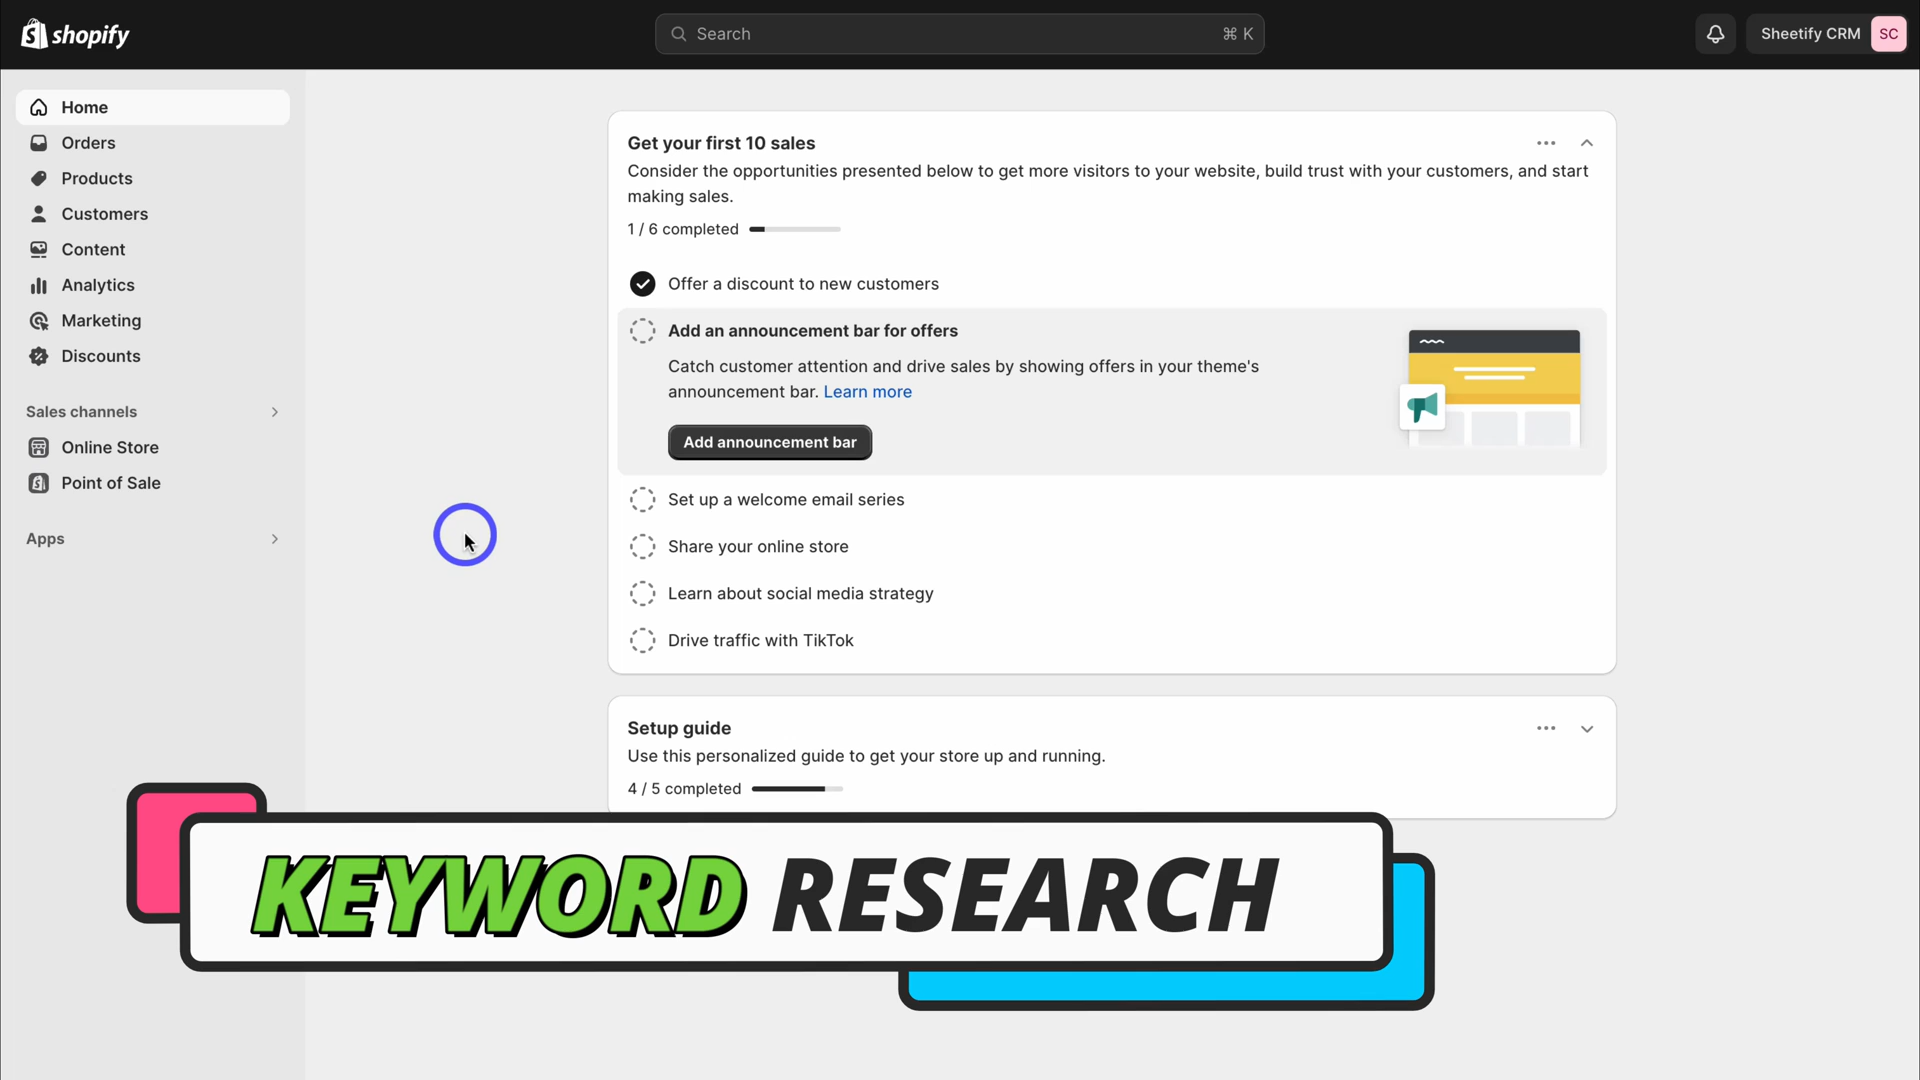 shopify
Search
⌘ K
Sheetify CRM
SC
Home
Orders
Products
Customers
Content
Analytics
Marketing
Discounts
Sales channels
Online Store
Point of Sale
Apps
Get your first 10 sales
Consider the opportunities presented below to get more visitors to your website, build trust with your customers, and start
making sales.
1 / 6 completed
Offer a discount to new customers
Add an announcement bar for offers
Catch customer attention and drive sales by showing offers in your theme's
announcement bar. Learn more
Add announcement bar
Set up a welcome email series
Share your online store
Learn about social media strategy
Drive traffic with TikTok
Setup guide
Use this personalized guide to get your store up and running.
4 / 5 completed
KEYWORD RESEARCH